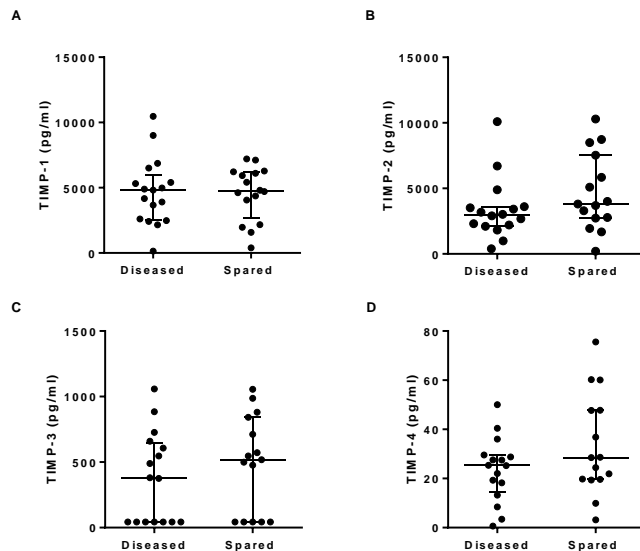 A
TIMP-1 (pg/ml)
15000
10000
5000
0
Diseased Spared
B
TIMP-2 (pg/ml)
15000
10000
5000
0
Diseased Spared
C
TIMP-3 (pg/ml)
1500
1000
500
0
Diseased Spared
D
TIMP-4 (pg/ml)
80
60
40
20
0
Diseased Spared